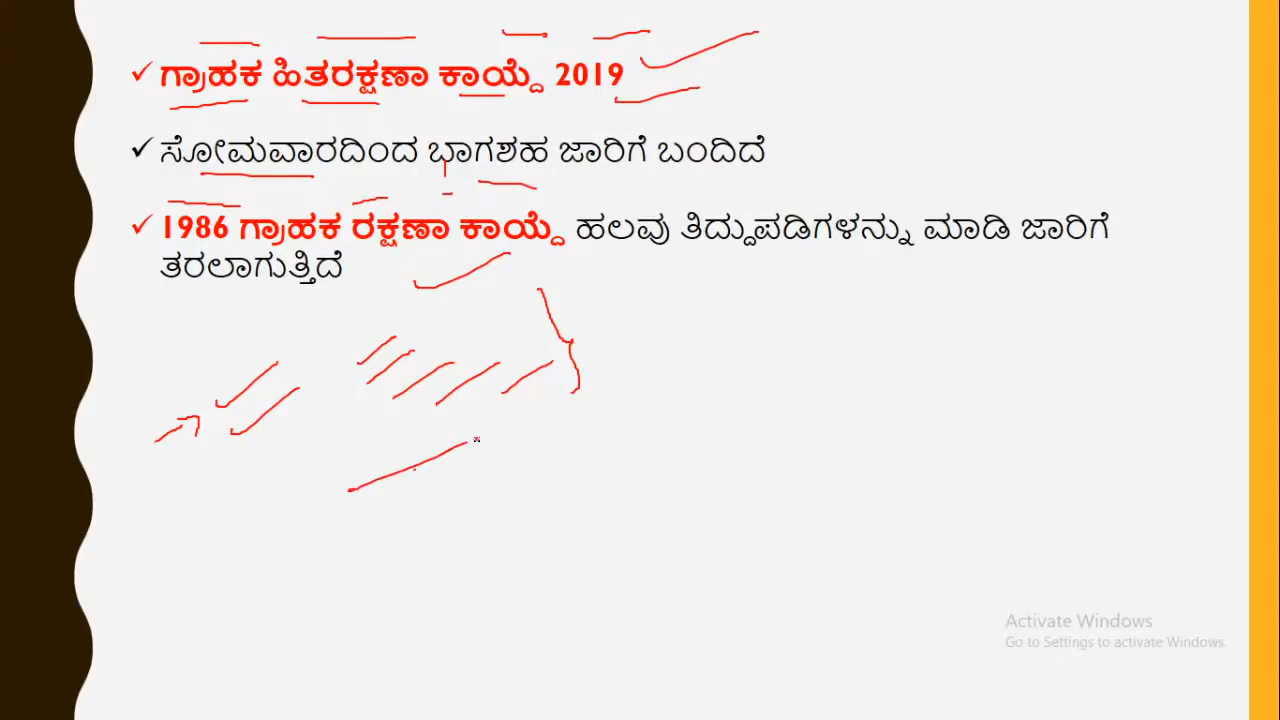 ಗ್ರಾಹಕ ಹಿತರಕ್ಷಣಾ ಕಾಯ್ದೆ 2019
ಸೋಮವಾರದಿಂದ ಭಾಗಶಹ ಜಾರಿಗೆ ಬಂದಿದೆ
1986 ಗ್ರಾಹಕ ರಕ್ಷಣಾ ಕಾಯ್ದೆ ಹಲವು ತಿದ್ದುಪಡಿಗಳನ್ನು ಮಾಡಿ ಜಾರಿಗೆ
ತರಲಾಗುತ್ತಿದೆ
Activate Windows
Go to Settings to activate Windows.